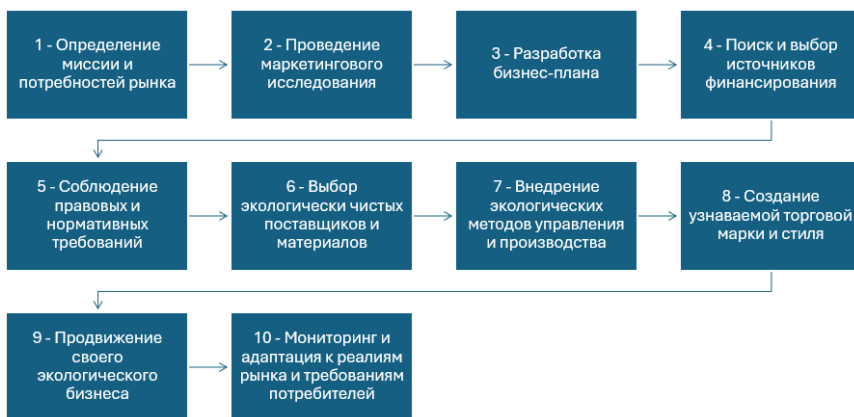 1 - Определение
миссии и
потребностей рынка
2 - Проведение
маркетингового
исследования
3 - Разработка
бизнес-плана
4 - Поиск и выбор
источников
финансирования
5 - Соблюдение
правовых и
нормативных
требований
6 - Выбор
экологически чистых
поставщиков и
материалов
7 - Внедрение
экологических
методов управления
и производства
8 - Создание
узнаваемой торговой
марки и стиля
9 - Продвижение
своего
экологического
бизнеса
10 - Мониторинг и
адаптация к реалиям
рынка и требованиям
потребителей